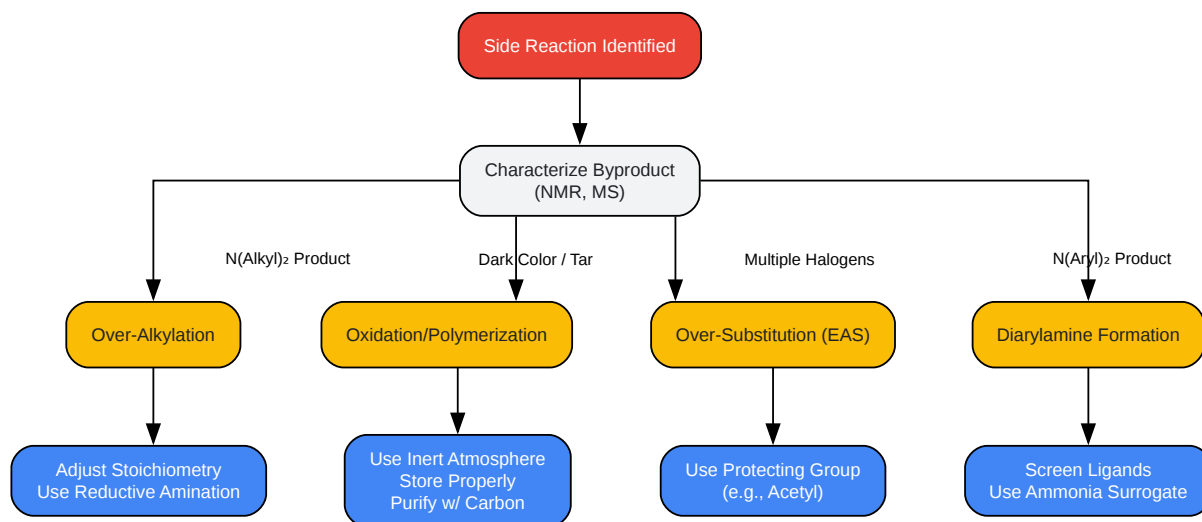 Side Reaction Identified
Characterize Byproduct
(NMR, MS)
N(Alkyl)₂ Product
Dark Color / Tar
Multiple Halogens
N(Aryl)₂ Product
Over-Alkylation
Oxidation/Polymerization
Over-Substitution (EAS)
Diarylamine Formation
Adjust Stoichiometry
Use Reductive Amination
Use Inert Atmosphere
Store Properly
Purify w/ Carbon
Use Protecting Group
(e.g., Acetyl)
Screen Ligands
Use Ammonia Surrogate